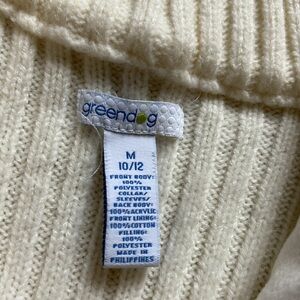 greendog
M
10/12
FRONT BODY:
100%
POLYESTER
COLLAR/
SLEEVES/
BACK BODY:
100% ACRYLIC
FRONT LINING:
100% COTTON
FILLING:
100%
POLYESTER
MADE IN
PHILIPPINES